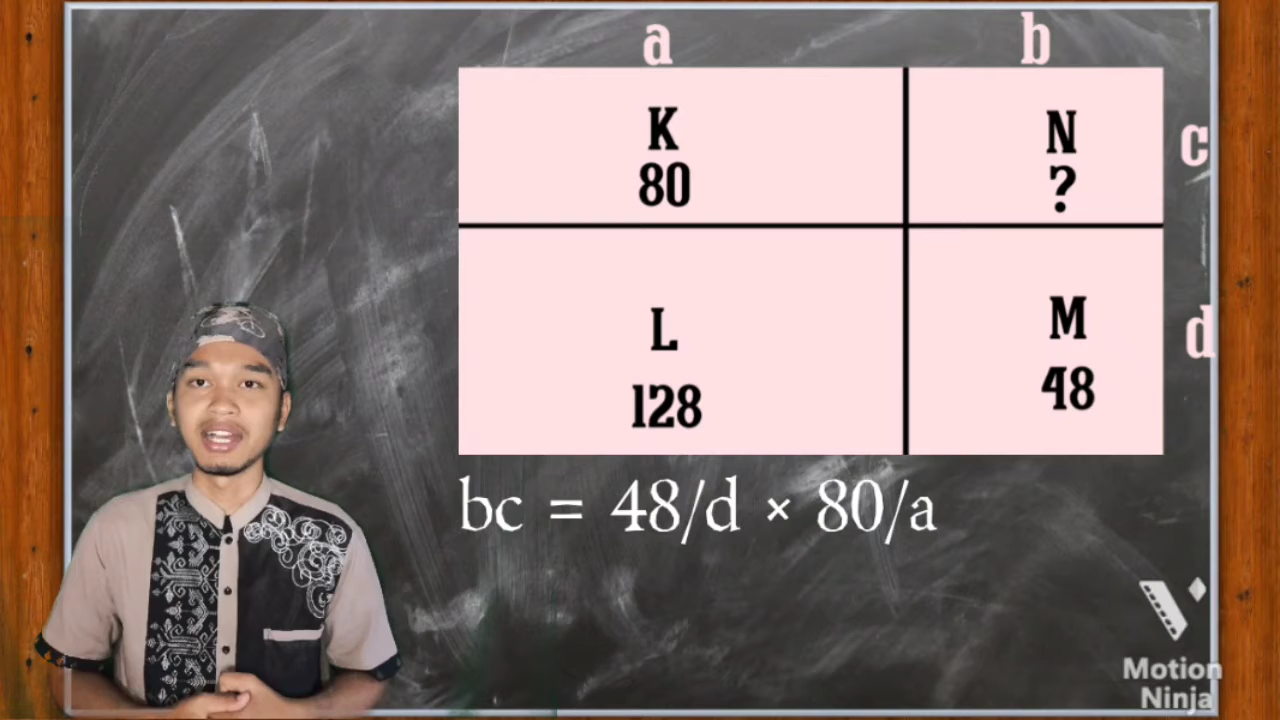 a b
K N
80 ?
c
L M
128 48
d
bc = 48/d × 80/a
Motion
Ninja